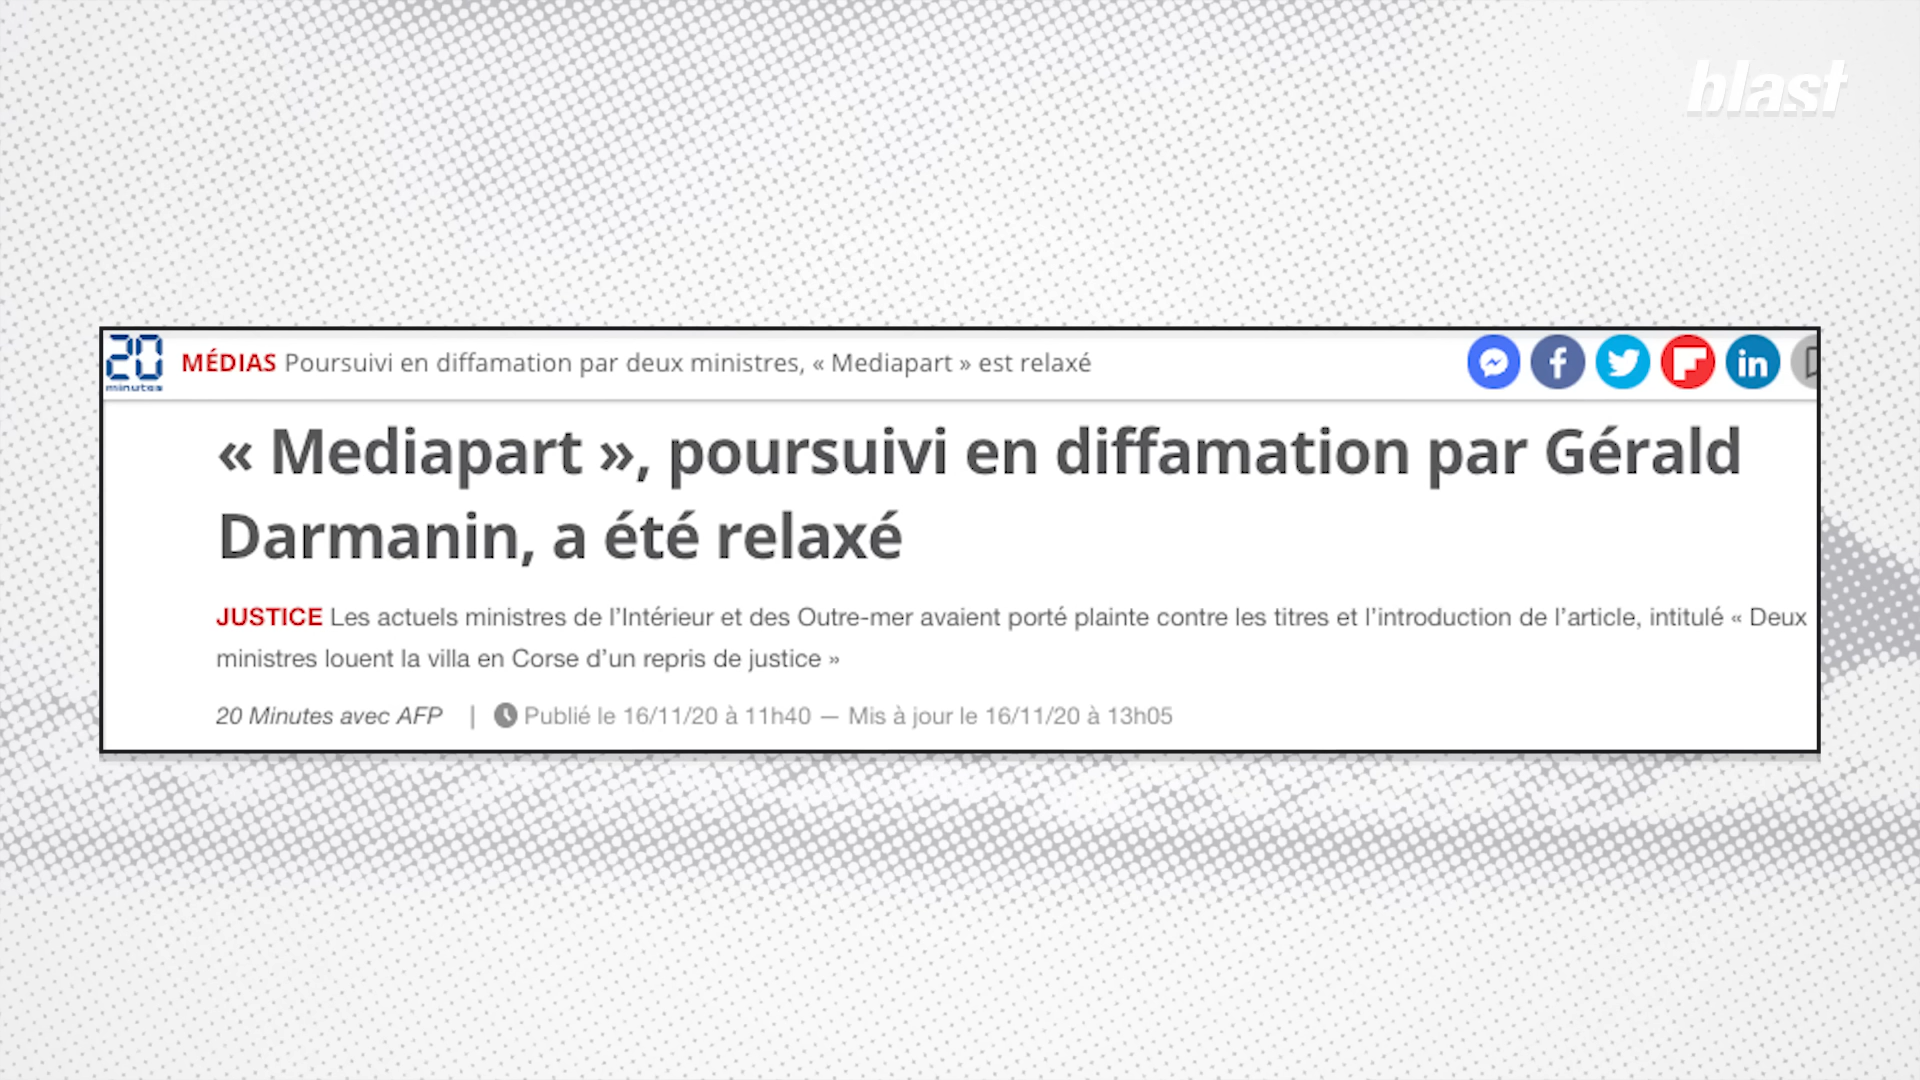 blast
20 minutes
MÉDIAS Poursuivi en diffamation par deux ministres, « Mediapart » est relaxé
« Mediapart », poursuivi en diffamation par Gérald
Darmanin, a été relaxé
JUSTICE Les actuels ministres de l’Intérieur et des Outre-mer avaient porté plainte contre les titres et l’introduction de l’article, intitulé « Deux
ministres louent la villa en Corse d’un repris de justice »
20 Minutes avec AFP | Publié le 16/11/20 à 11h40 — Mis à jour le 16/11/20 à 13h05